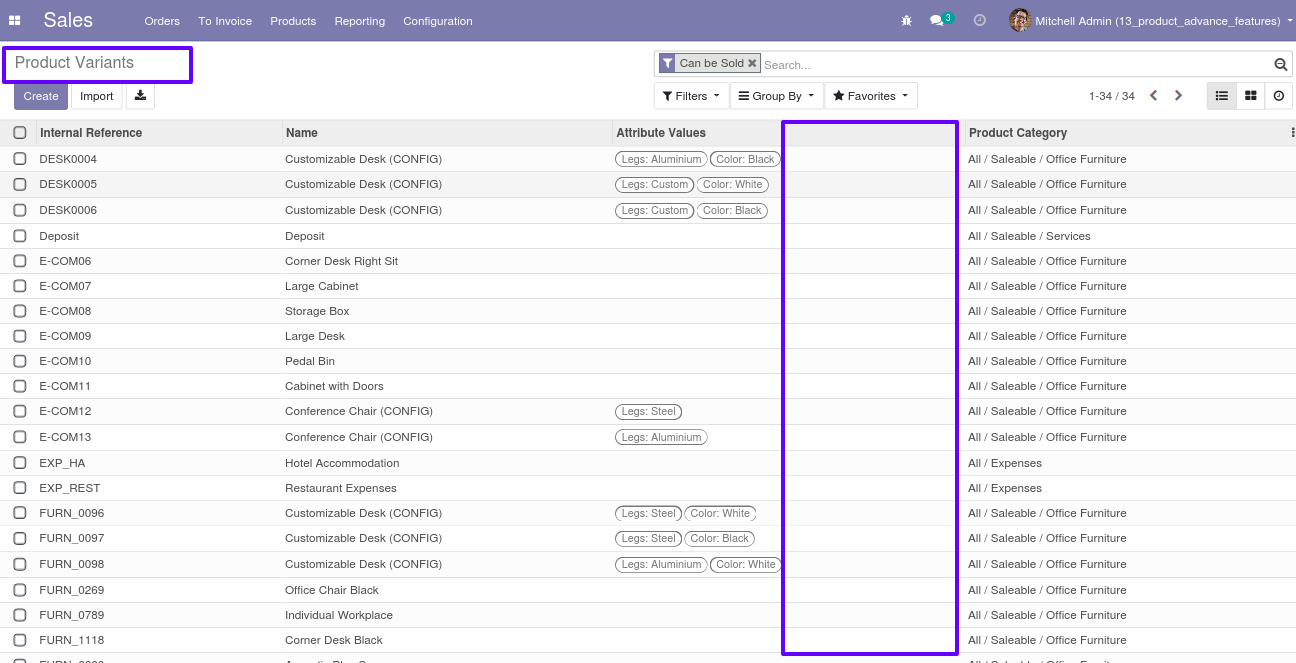 Sales Orders To Invoice Products Reporting Configuration 3 Mitchell Admin (13_product_advance_features)
Product Variants
Can be Sold Search...
Create Import Filters Group By Favorites 1-34 / 34
Internal Reference Name Attribute Values Product Category
DESK0004 Customizable Desk (CONFIG) Legs: Aluminium Color: Black All / Saleable / Office Furniture
DESK0005 Customizable Desk (CONFIG) Legs: Custom Color: White All / Saleable / Office Furniture
DESK0006 Customizable Desk (CONFIG) Legs: Custom Color: Black All / Saleable / Office Furniture
Deposit Deposit All / Saleable / Services
E-COM06 Corner Desk Right Sit All / Saleable / Office Furniture
E-COM07 Large Cabinet All / Saleable / Office Furniture
E-COM08 Storage Box All / Saleable / Office Furniture
E-COM09 Large Desk All / Saleable / Office Furniture
E-COM10 Pedal Bin All / Saleable / Office Furniture
E-COM11 Cabinet with Doors All / Saleable / Office Furniture
E-COM12 Conference Chair (CONFIG) Legs: Steel All / Saleable / Office Furniture
E-COM13 Conference Chair (CONFIG) Legs: Aluminium All / Saleable / Office Furniture
EXP_HA Hotel Accommodation All / Expenses
EXP_REST Restaurant Expenses All / Expenses
FURN_0096 Customizable Desk (CONFIG) Legs: Steel Color: White All / Saleable / Office Furniture
FURN_0097 Customizable Desk (CONFIG) Legs: Steel Color: Black All / Saleable / Office Furniture
FURN_0098 Customizable Desk (CONFIG) Legs: Aluminium Color: White All / Saleable / Office Furniture
FURN_0269 Office Chair Black All / Saleable / Office Furniture
FURN_0789 Individual Workplace All / Saleable / Office Furniture
FURN_1118 Corner Desk Black All / Saleable / Office Furniture